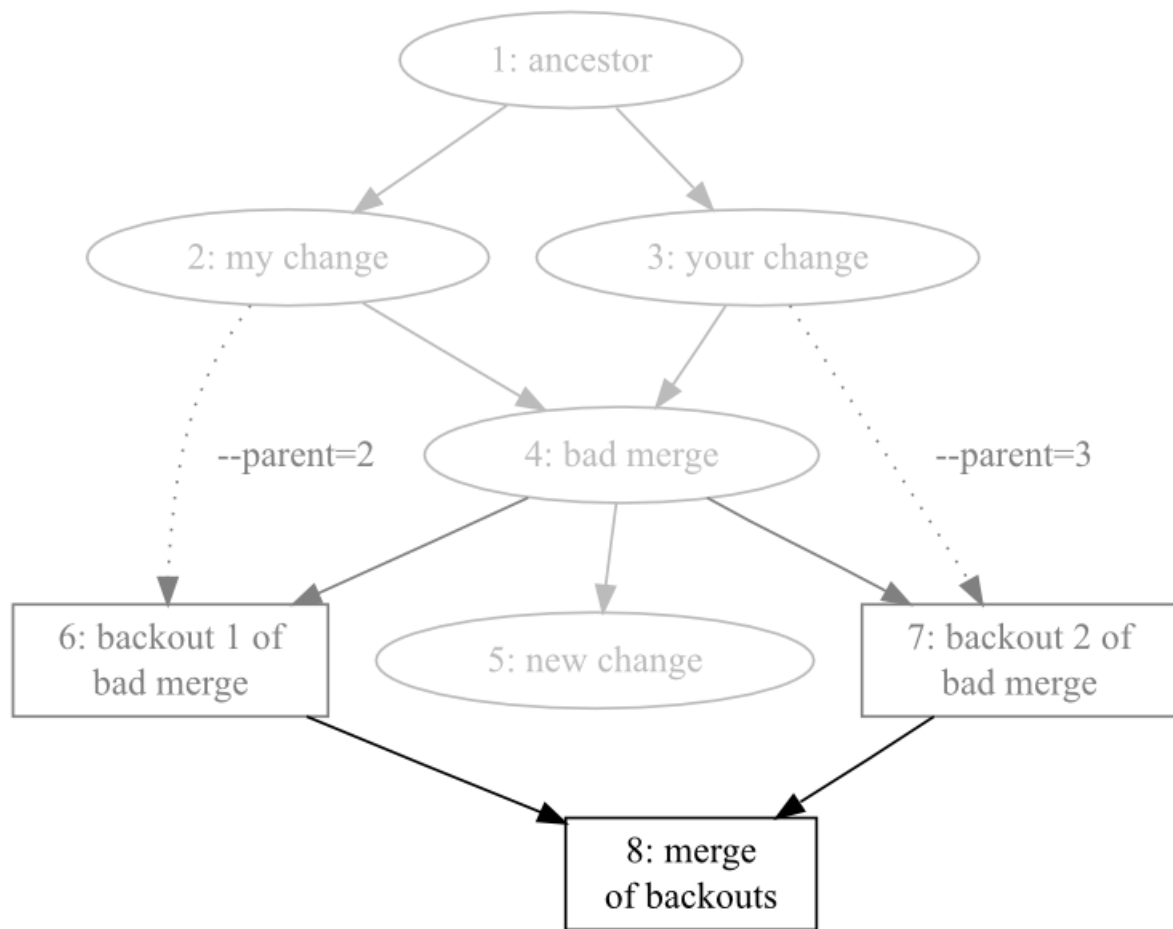 1: ancestor
2: my change
3: your change
--parent=2
4: bad merge
--parent=3
6: backout 1 of
bad merge
5: new change
7: backout 2 of
bad merge
8: merge
of backouts